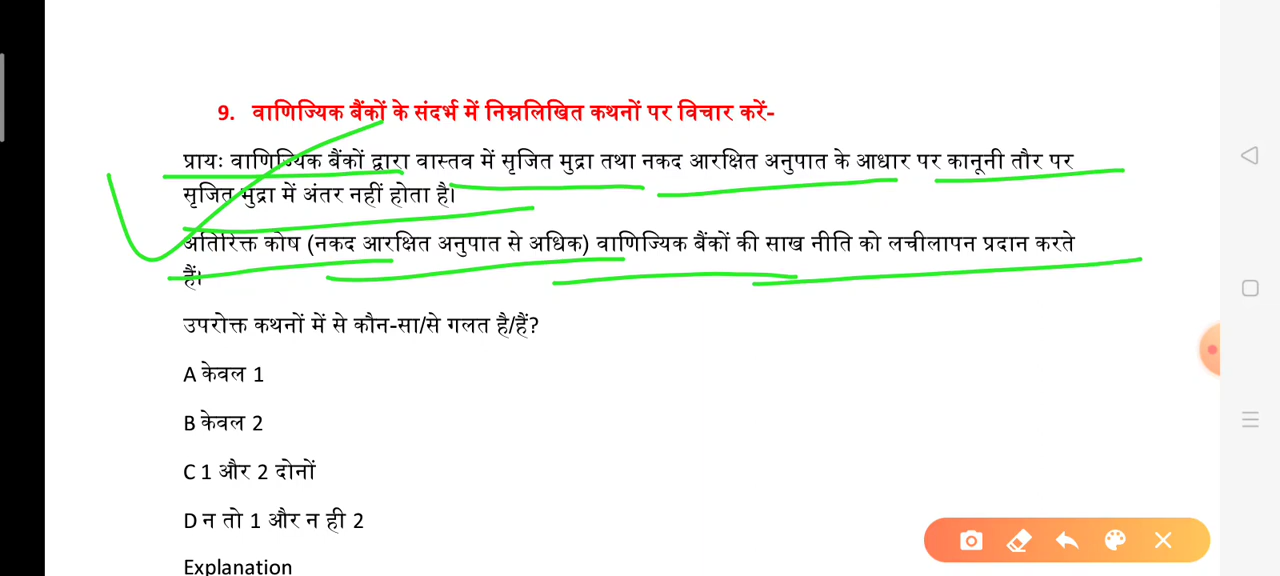 9. वाणिज्यिक बैंकों के संदर्भ में निम्नलिखित कथनों पर विचार करें-
प्रायः वाणिज्यिक बैंकों द्वारा वास्तव में सृजित मुद्रा तथा नकद आरक्षित अनुपात के आधार पर कानूनी तौर पर
सृजित मुद्रा में अंतर नहीं होता है।
अतिरिक्त कोष (नकद आरक्षित अनुपात से अधिक) वाणिज्यिक बैंकों की साख नीति को लचीलापन प्रदान करते
हैं।
उपरोक्त कथनों में से कौन-सा/से गलत है/हैं?
A केवल 1
B केवल 2
C 1 और 2 दोनों
D न तो 1 और न ही 2
Explanation